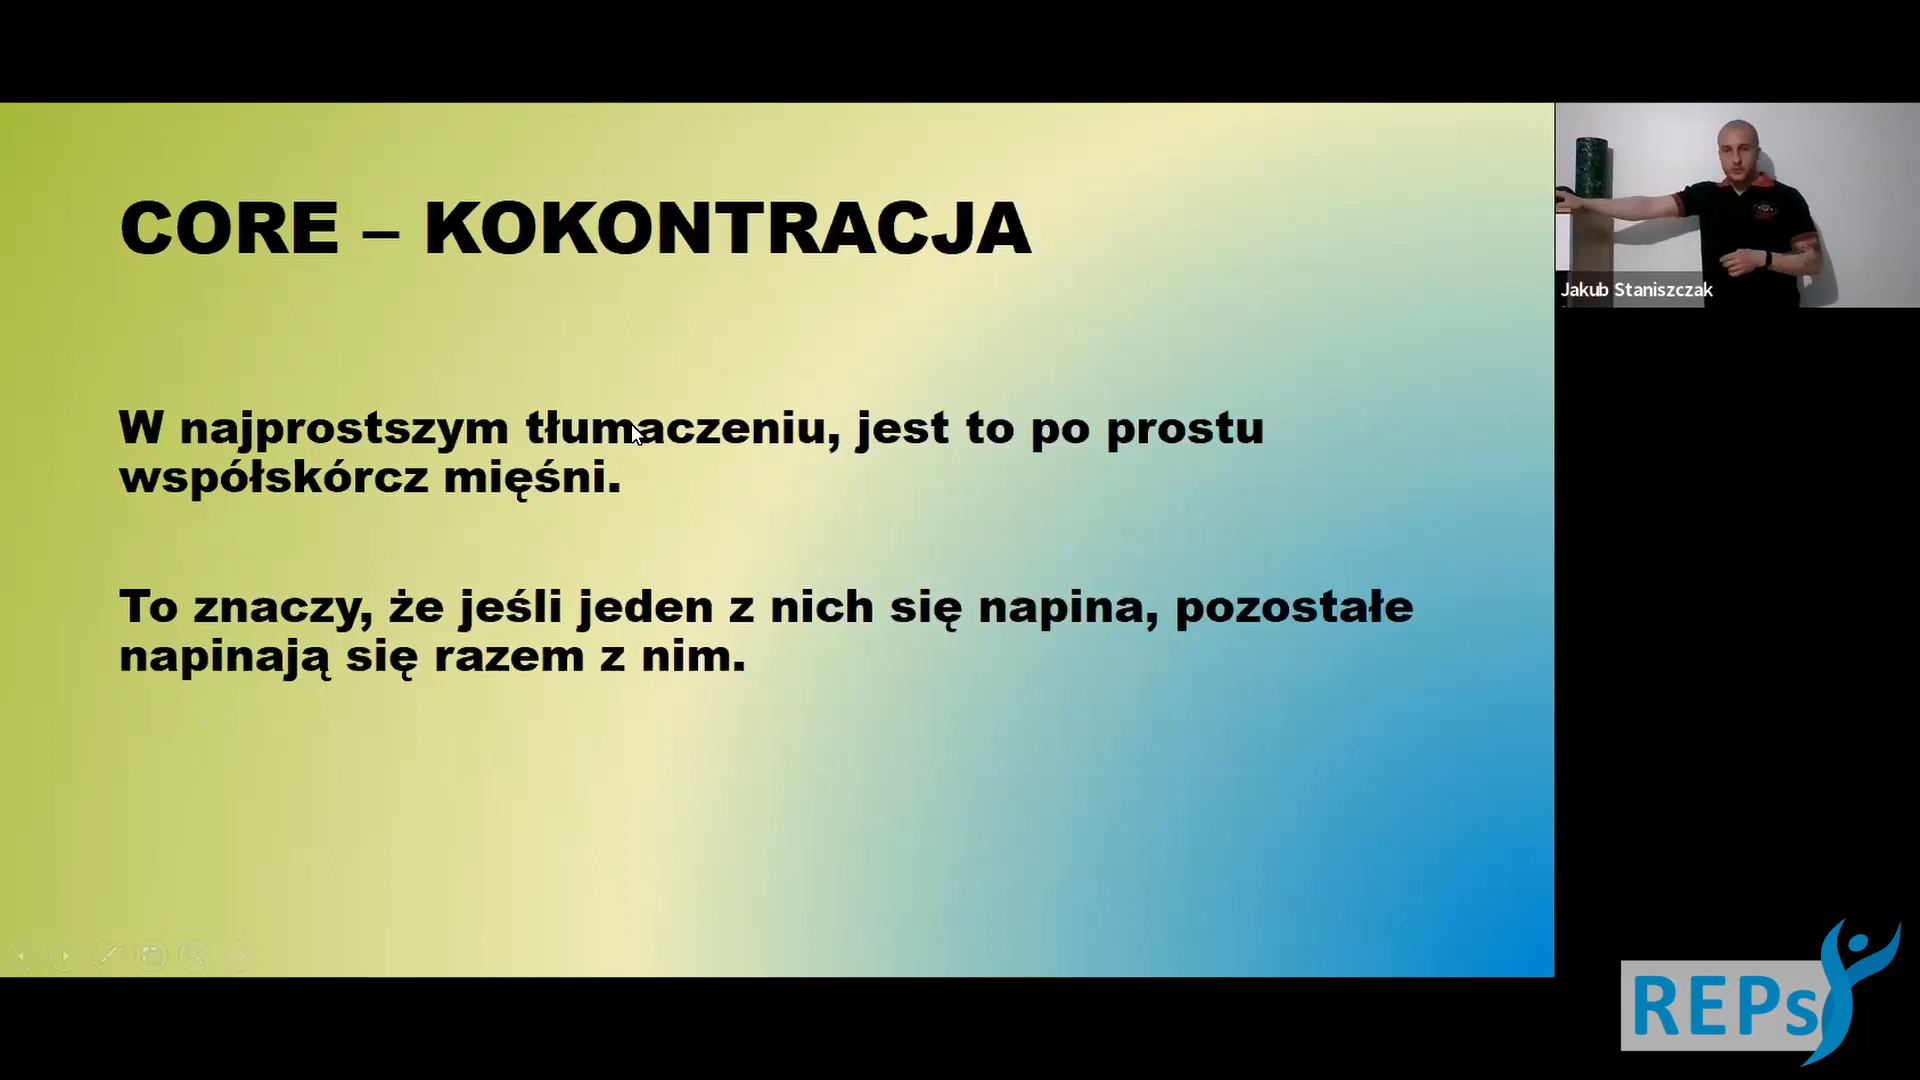 CORE – KOKONTRACJA
W najprostszym tłumaczeniu, jest to po prostu
współskórcz mięśni.
To znaczy, że jeśli jeden z nich się napina, pozostałe
napinają się razem z nim.
Jakub Staniszczak
REPs